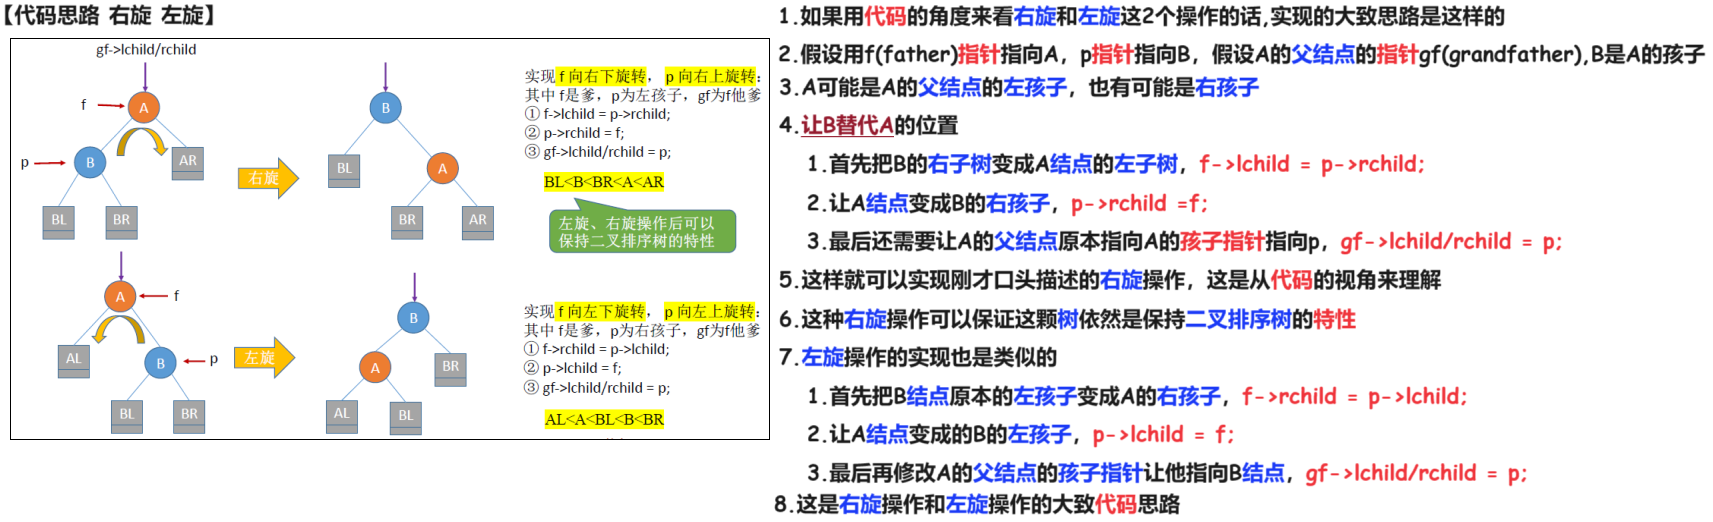 【代码思路 右旋 左旋】
gf->lchild/rchild
f
A
p
B
AR
BL
BR
右旋
B
BL
A
BR
AR
实现 f 向右下旋转，p 向右上旋转：
其中 f是爹，p为左孩子，gf为f他爹
① f->lchild = p->rchild;
② p->rchild = f;
③ gf->lchild/rchild = p;
BL<B<BR<A<AR
左旋、右旋操作后可以
保持二叉排序树的特性
A
f
AL
B
p
BL
BR
左旋
B
A
BR
AL
BL
实现 f 向左下旋转，p 向左上旋转：
其中 f是爹，p为右孩子，gf为f他爹
① f->rchild = p->lchild;
② p->lchild = f;
③ gf->lchild/rchild = p;
AL<A<BL<B<BR
1.如果用代码的角度来看右旋和左旋这2个操作的话,实现的大致思路是这样的
2.假设用f(father)指针指向A，p指针指向B，假设A的父结点的指针gf(grandfather),B是A的孩子
3.A可能是A的父结点的左孩子，也有可能是右孩子
4.让B替代A的位置
1.首先把B的右子树变成A结点的左子树，f->lchild = p->rchild;
2.让A结点变成B的右孩子，p->rchild =f;
3.最后还需要让A的父结点原本指向A的孩子指针指向p，gf->lchild/rchild = p;
5.这样就可以实现刚才口头描述的右旋操作，这是从代码的视角来理解
6.这种右旋操作可以保证这颗树依然是保持二叉排序树的特性
7.左旋操作的实现也是类似的
1.首先把B结点原本的左孩子变成A的右孩子，f->rchild = p->lchild;
2.让A结点变成的B的左孩子，p->lchild = f;
3.最后再修改A的父结点的孩子指针让他指向B结点，gf->lchild/rchild = p;
8.这是右旋操作和左旋操作的大致代码思路